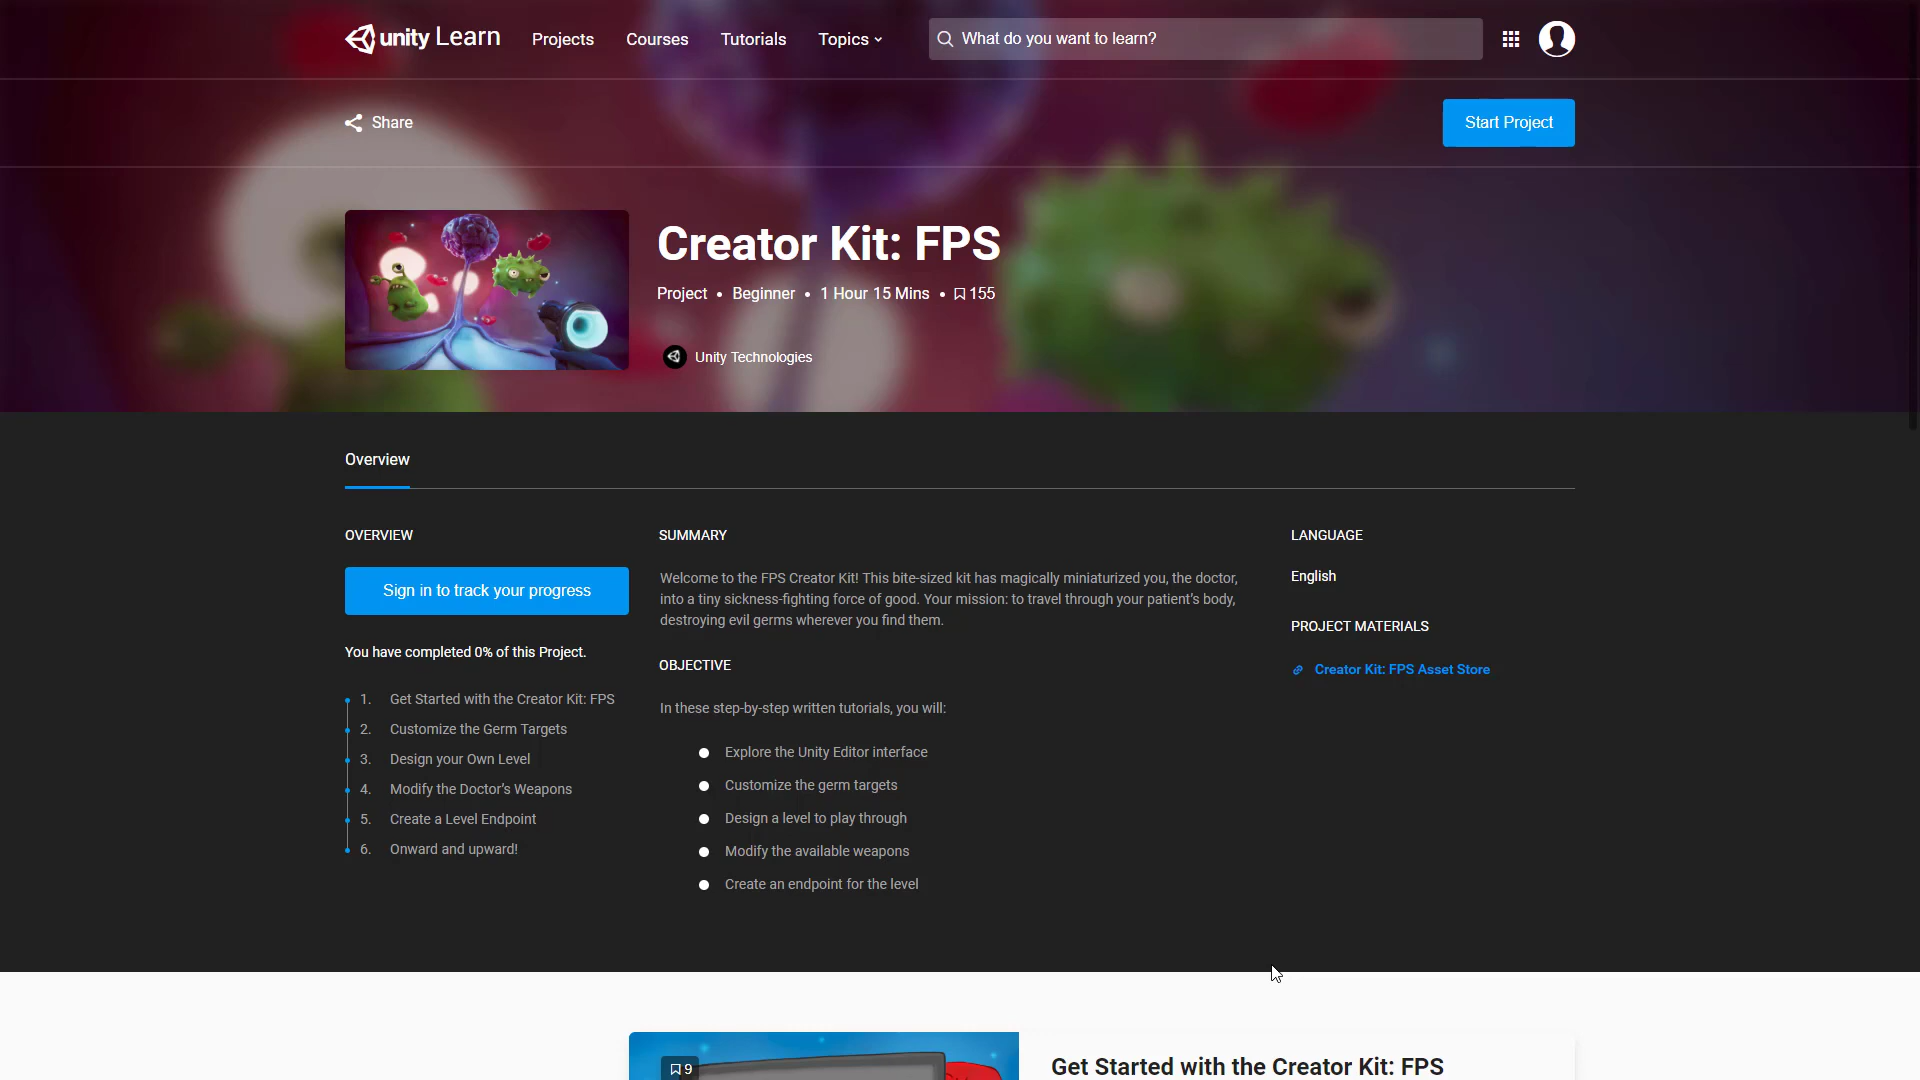 unity Learn Projects Courses Tutorials Topics What do you want to learn?
Share
Start Project
Creator Kit: FPS
Project • Beginner • 1 Hour 15 Mins • 155
Unity Technologies
Overview
OVERVIEW
Sign in to track your progress
You have completed 0% of this Project.
1. Get Started with the Creator Kit: FPS
2. Customize the Germ Targets
3. Design your Own Level
4. Modify the Doctor’s Weapons
5. Create a Level Endpoint
6. Onward and upward!
SUMMARY
Welcome to the FPS Creator Kit! This bite-sized kit has magically miniaturized you, the doctor,
into a tiny sickness-fighting force of good. Your mission: to travel through your patient’s body,
destroying evil germs wherever you find them.
OBJECTIVE
In these step-by-step written tutorials, you will:
Explore the Unity Editor interface
Customize the germ targets
Design a level to play through
Modify the available weapons
Create an endpoint for the level
LANGUAGE
English
PROJECT MATERIALS
Creator Kit: FPS Asset Store
9
Get Started with the Creator Kit: FPS